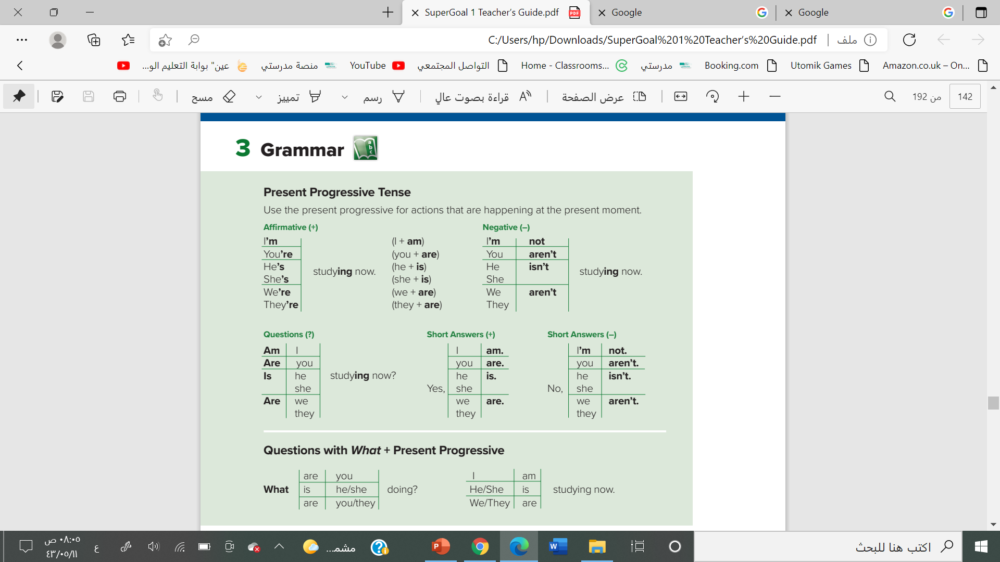 SuperGoal 1 Teacher's Guide.pdf
Google
Google
C:/Users/hp/Downloads/SuperGoal%201%20Teacher's%20Guide.pdf
ملف
عين" بوابة التعليم الو...
منصة مدرستي
YouTube
التواصل المجتمعي
Home - Classrooms...
مدرستي
Booking.com
Utomik Games
Amazon.co.uk – On...
مسح
تمييز
رسم
قراءة بصوت عالٍ
عرض الصفحة
من 192
142
3 Grammar
Present Progressive Tense
Use the present progressive for actions that are happening at the present moment.
Affirmative (+)
I'm
You're
He's
She's
We're
They're
studying now.
(I + am)
(you + are)
(he + is)
(she + is)
(we + are)
(they + are)
Negative (–)
I'm not
You aren't
He isn't
She
We aren't
They
studying now.
Questions (?)
Am I
Are you
Is he
she
Are we
they
studying now?
Short Answers (+)
Yes,
I am.
you are.
he is.
she
we are.
they
Short Answers (–)
No,
I'm not.
you aren't.
he isn't.
she
we aren't.
they
Questions with What + Present Progressive
What
are you
is he/she
are you/they
doing?
I am
He/She is
We/They are
studying now.
٠٨:٠٥ ص
٤٣/٠٥/١١
ع
مشم...
اكتب هنا للبحث